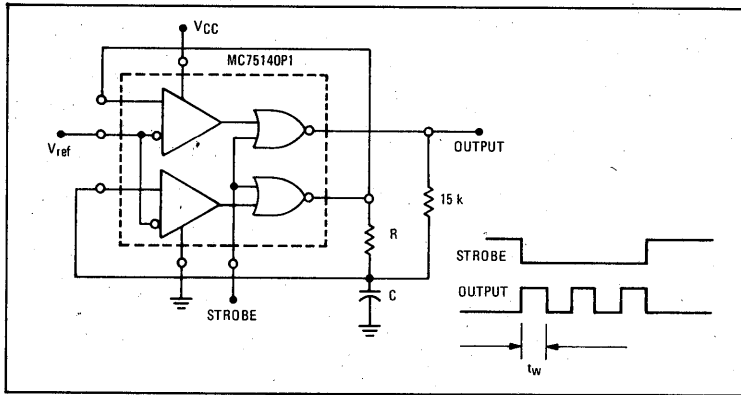 VCC
MC75140P1
Vref
OUTPUT
15 k
R
C
STROBE
STROBE
OUTPUT
tw